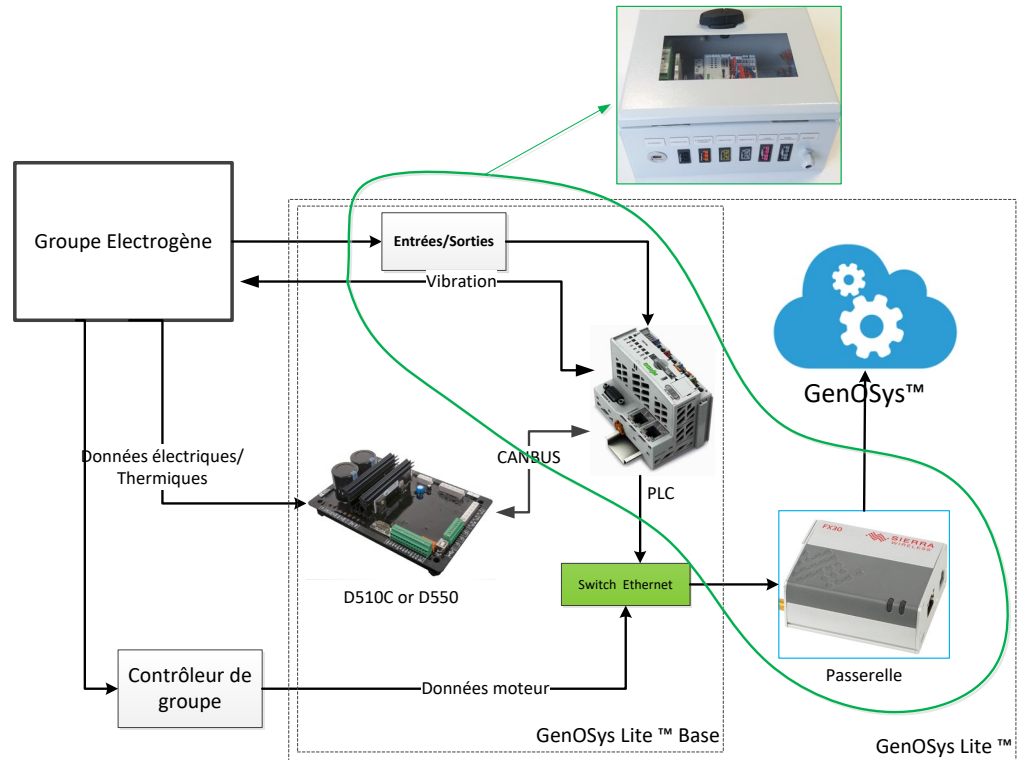 Groupe Electrogène
Entrées/Sorties
Vibration
GenOSys™
Données électriques/
Thermiques
CANBUS
PLC
FX30
SIERRA
WIRELESS
Switch Ethernet
D510C or D550
Contrôleur de
groupe
Données moteur
Passerelle
GenOSys Lite ™ Base
GenOSys Lite ™